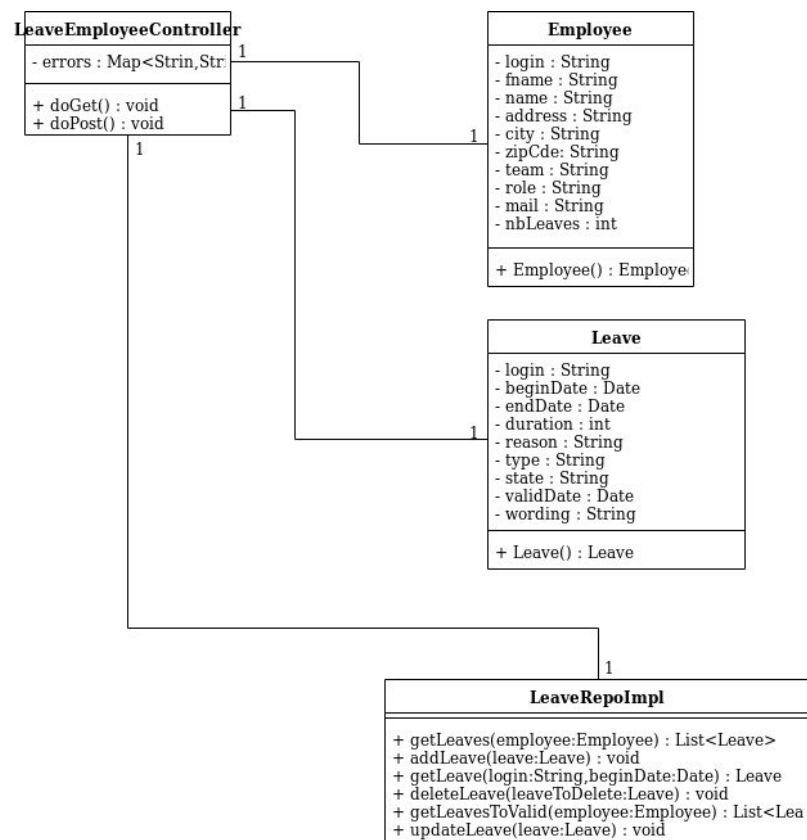 LeaveEmployeeController
- errors : Map<Strin,Str
+ doGet() : void
+ doPost() : void
1
1
1
Employee
- login : String
- fname : String
- name : String
- address : String
- city : String
- zipCde: String
- team : String
- role : String
- mail : String
- nbLeaves : int
+ Employee() : Employe
1
Leave
- login : String
- beginDate : Date
- endDate : Date
- duration : int
- reason : String
- type : String
- state : String
- validDate : Date
- wording : String
+ Leave() : Leave
1
1
LeaveRepoImpl
+ getLeaves(employee:Employee) : List<Leave>
+ addLeave(leave:Leave) : void
+ getLeave(login:String,beginDate:Date) : Leave
+ deleteLeave(leaveToDelete:Leave) : void
+ getLeavesToValid(employee:Employee) : List<Lea
+ updateLeave(leave:Leave) : void